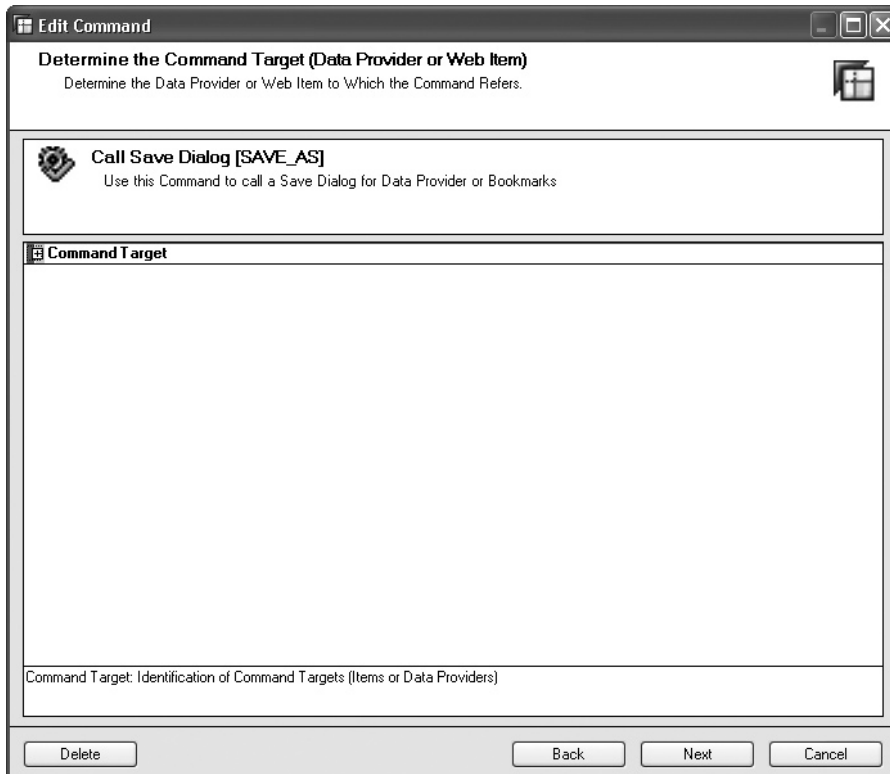 Edit Command
Determine the Command Target (Data Provider or Web Item)
Determine the Data Provider or Web Item to Which the Command Refers.
Call Save Dialog [SAVE_AS]
Use this Command to call a Save Dialog for Data Provider or Bookmarks
Command Target
Command Target: Identification of Command Targets (Items or Data Providers)
Delete Back Next Cancel